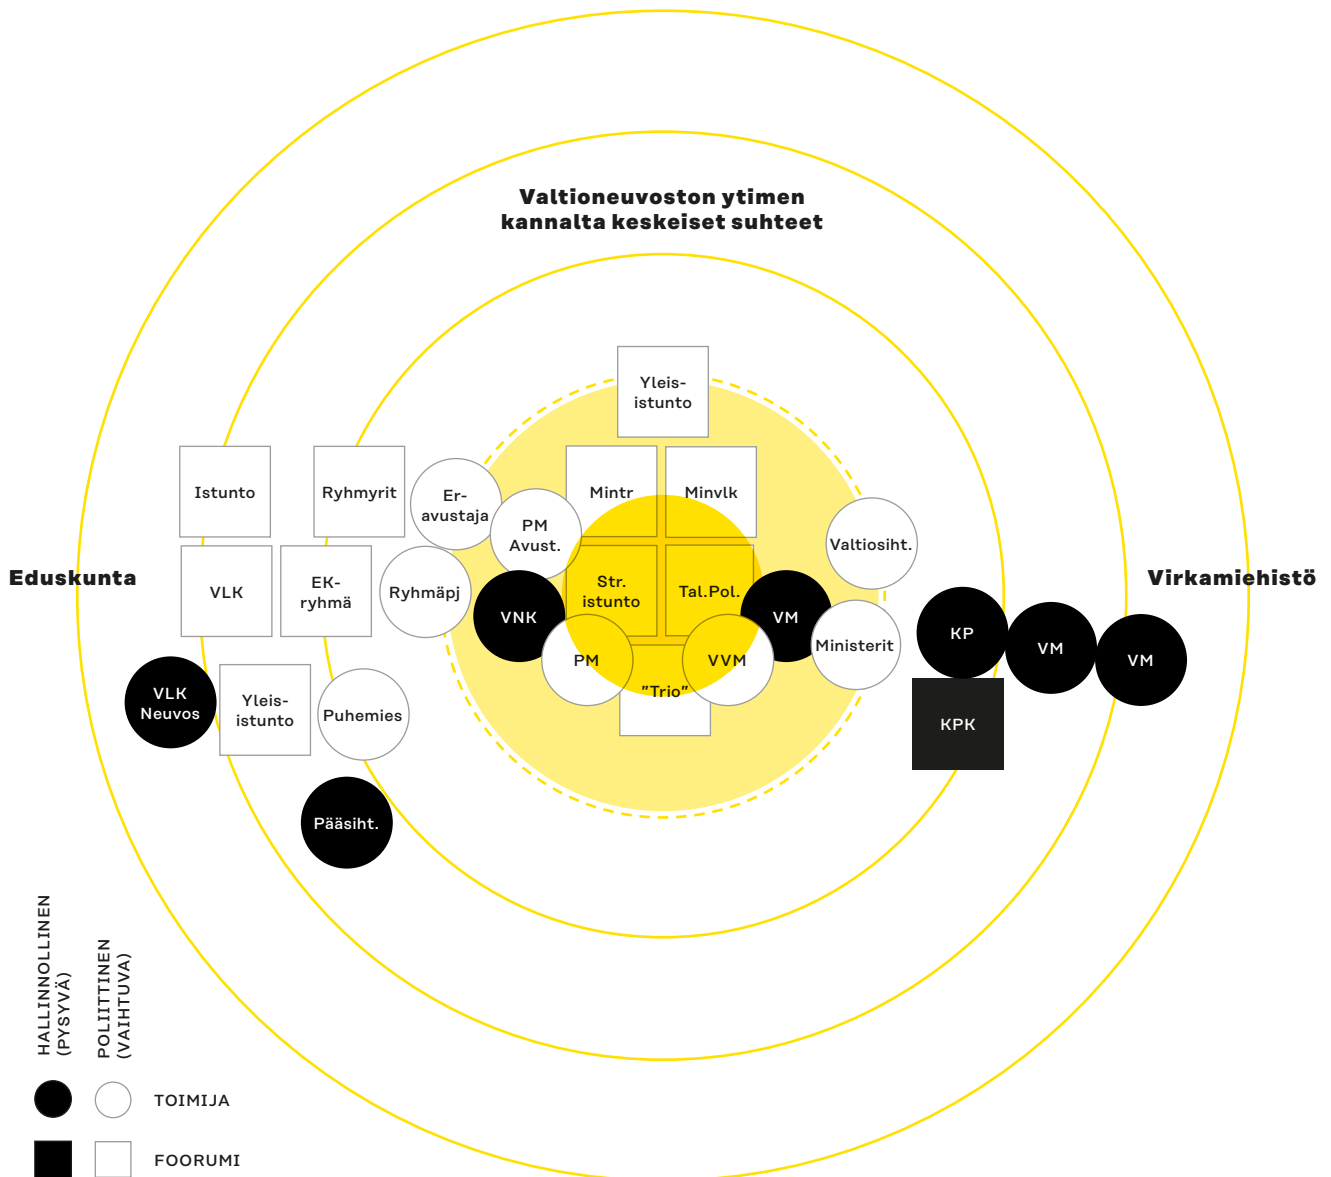 Valtioneuvoston ytimen
kannalta keskeiset suhteet
Yleis-
istunto
Istunto
Ryhmyrit
Er-
avustaja
PM
Avust.
Mintr
Minvlk
Valtiosiht.
Eduskunta
Virkamiehistö
VLK
EK-
ryhmä
Ryhmäpj
VNK
Str.
istunto
Tal.Pol.
VM
Ministerit
KP
VM
VM
PM
VVM
"Trio"
VLK
Neuvos
Yleis-
istunto
Puhemies
KPK
Pääsiht.
HALLINNOLLINEN
(PYSYVÄ)
POLIITTINEN
(VAIHTUVA)
TOIMIJA
FOORUMI